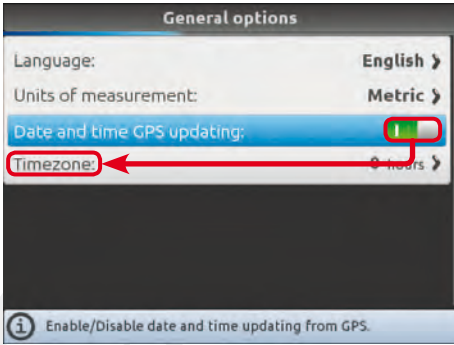 General options
Language: English
Units of measurement: Metric
Date and time GPS updating:
Timezone: 0 hours
Enable/Disable date and time updating from GPS.